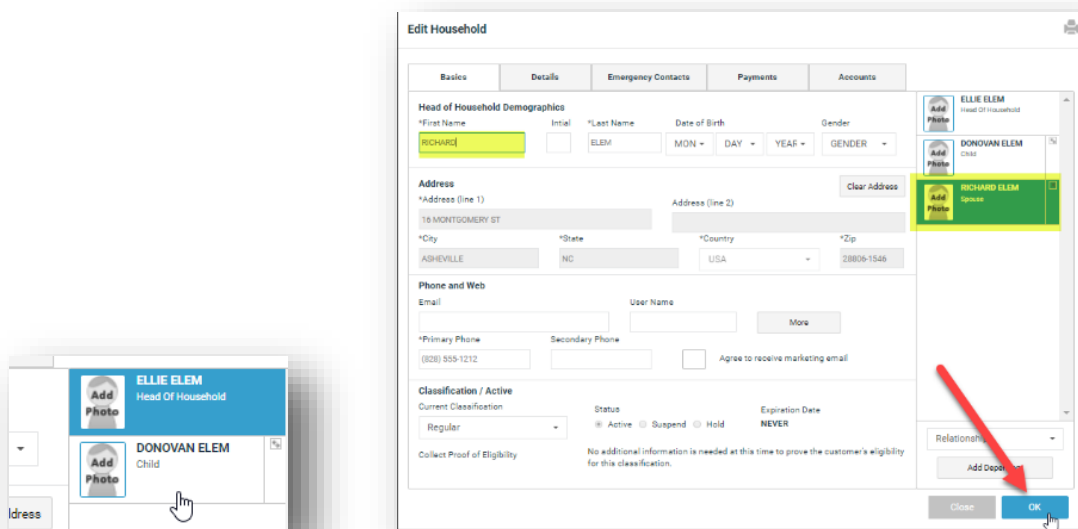 Edit Household
Basics Details Emergency Contacts Payments Accounts
Head of Household Demographics
*First Name Intial *Last Name Date of Birth Gender
RICHARD ELEM MON DAY YEAR GENDER
Address
Clear Address
*Address (line 1) Address (line 2)
16 MONTGOMERY ST
*City *State *Country *Zip
ASHEVILLE NC USA 28806-1546
Phone and Web
Email User Name
More
*Primary Phone Secondary Phone
(828) 555-1212 Agree to receive marketing email
Classification / Active
Current Classification Status Expiration Date
Regular Active Suspend Hold NEVER
Collect Proof of Eligibility
No additional information is needed at this time to prove the customer's eligibility
for this classification.
Add Photo
ELLIE ELEM
Head Of Household
Add Photo
DONOVAN ELEM
Child
Add Photo
RICHARD ELEM
Spouse
Close OK
Add
Photo
ELLIE ELEM
Head Of Household
Add
Photo
DONOVAN ELEM
Child